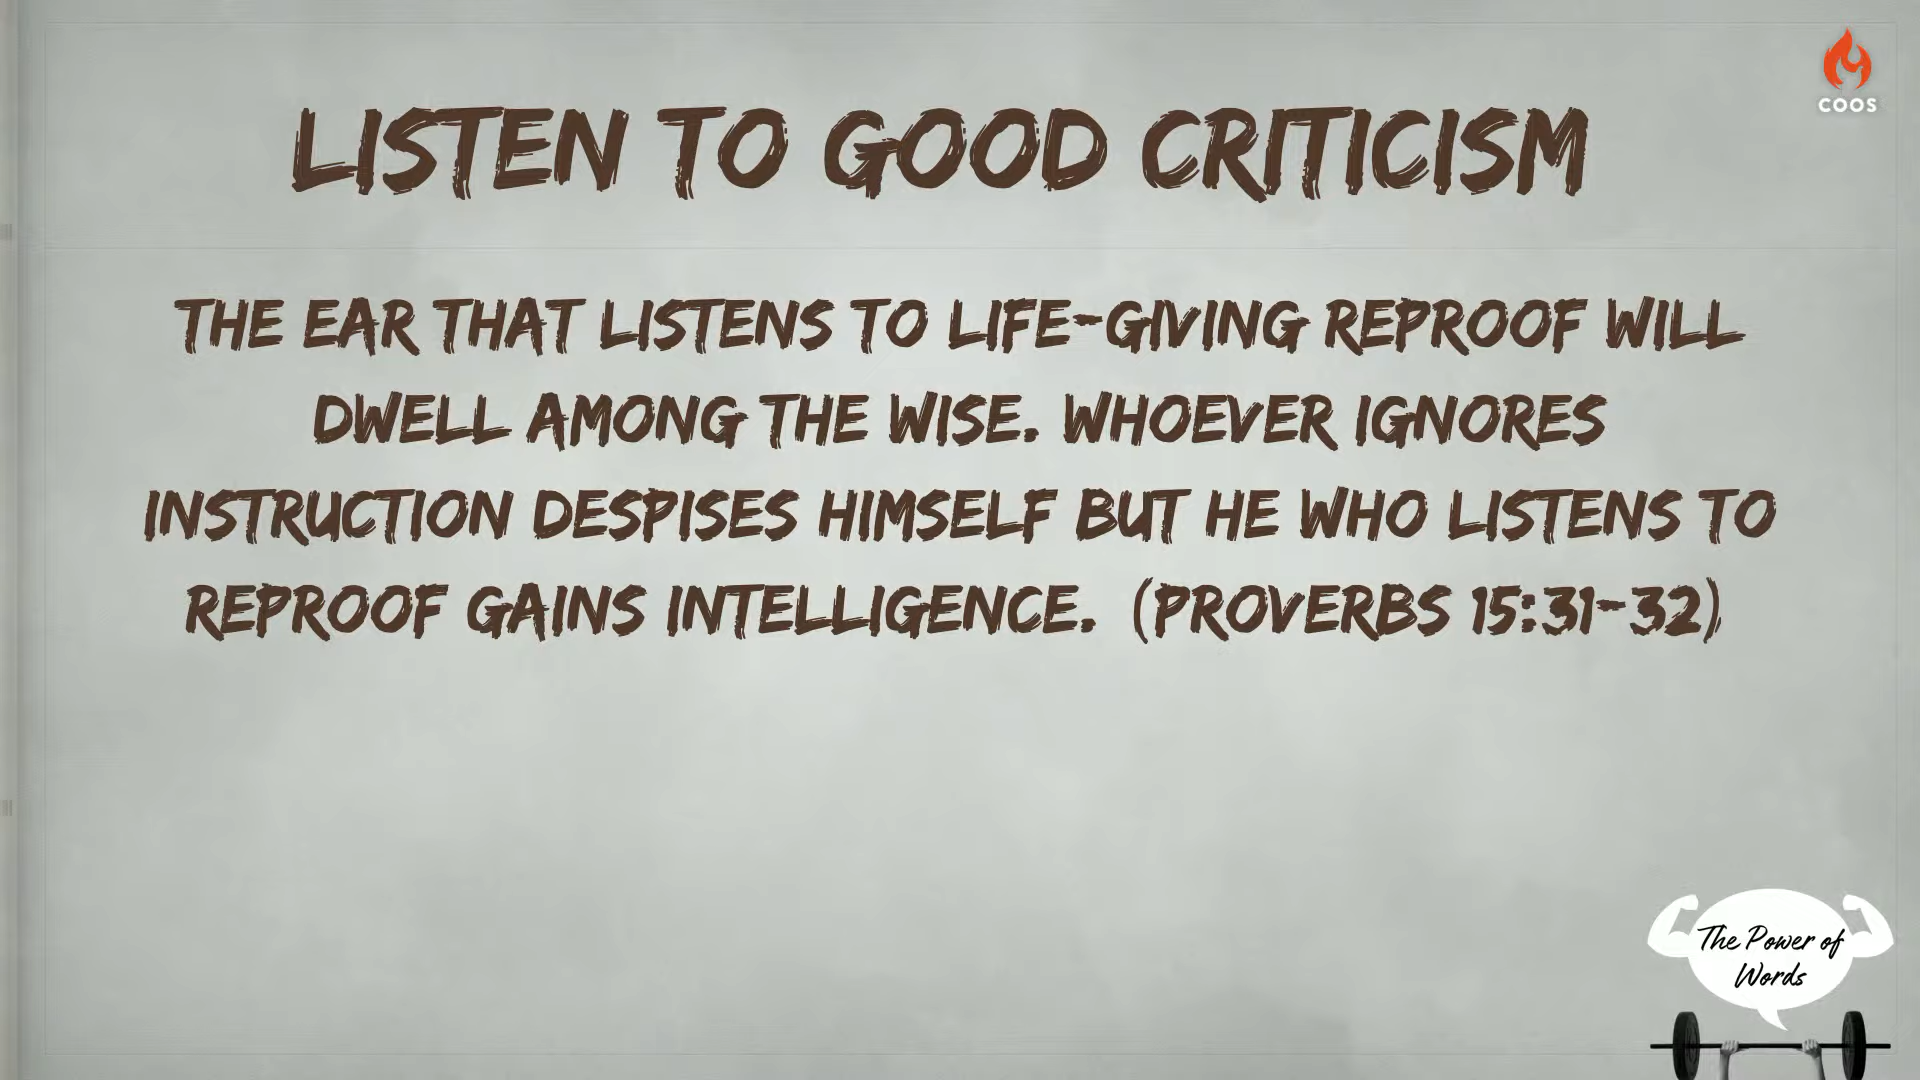 COOS
LISTEN TO GOOD CRITICISM
THE EAR THAT LISTENS TO LIFE-GIVING REPROOF WILL
DWELL AMONG THE WISE. WHOEVER IGNORES
INSTRUCTION DESPISES HIMSELF BUT HE WHO LISTENS TO
REPROOF GAINS INTELLIGENCE. (PROVERBS 15:31-32)
The Power of
Words